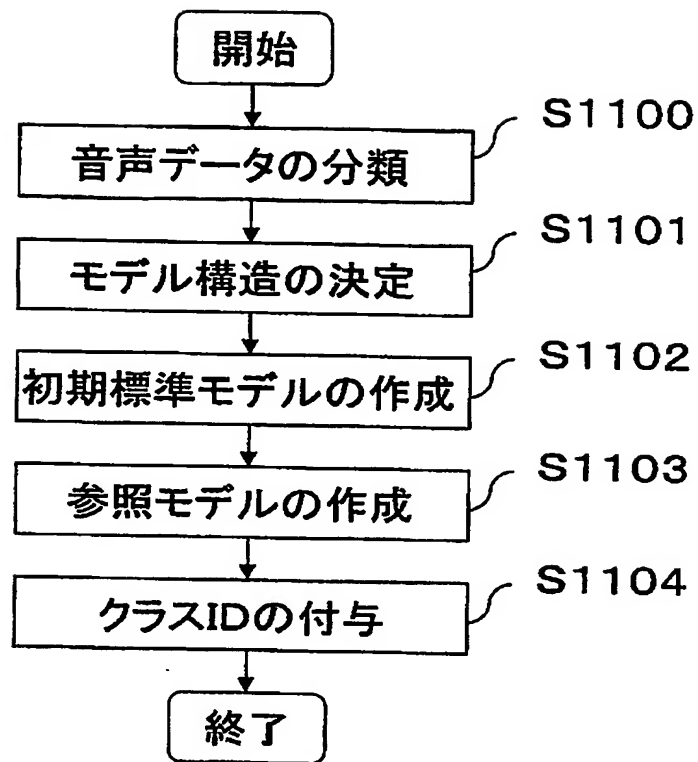 開始
S1100
音声データの分類
S1101
モデル構造の決定
S1102
初期標準モデルの作成
S1103
参照モデルの作成
S1104
クラスIDの付与
終了